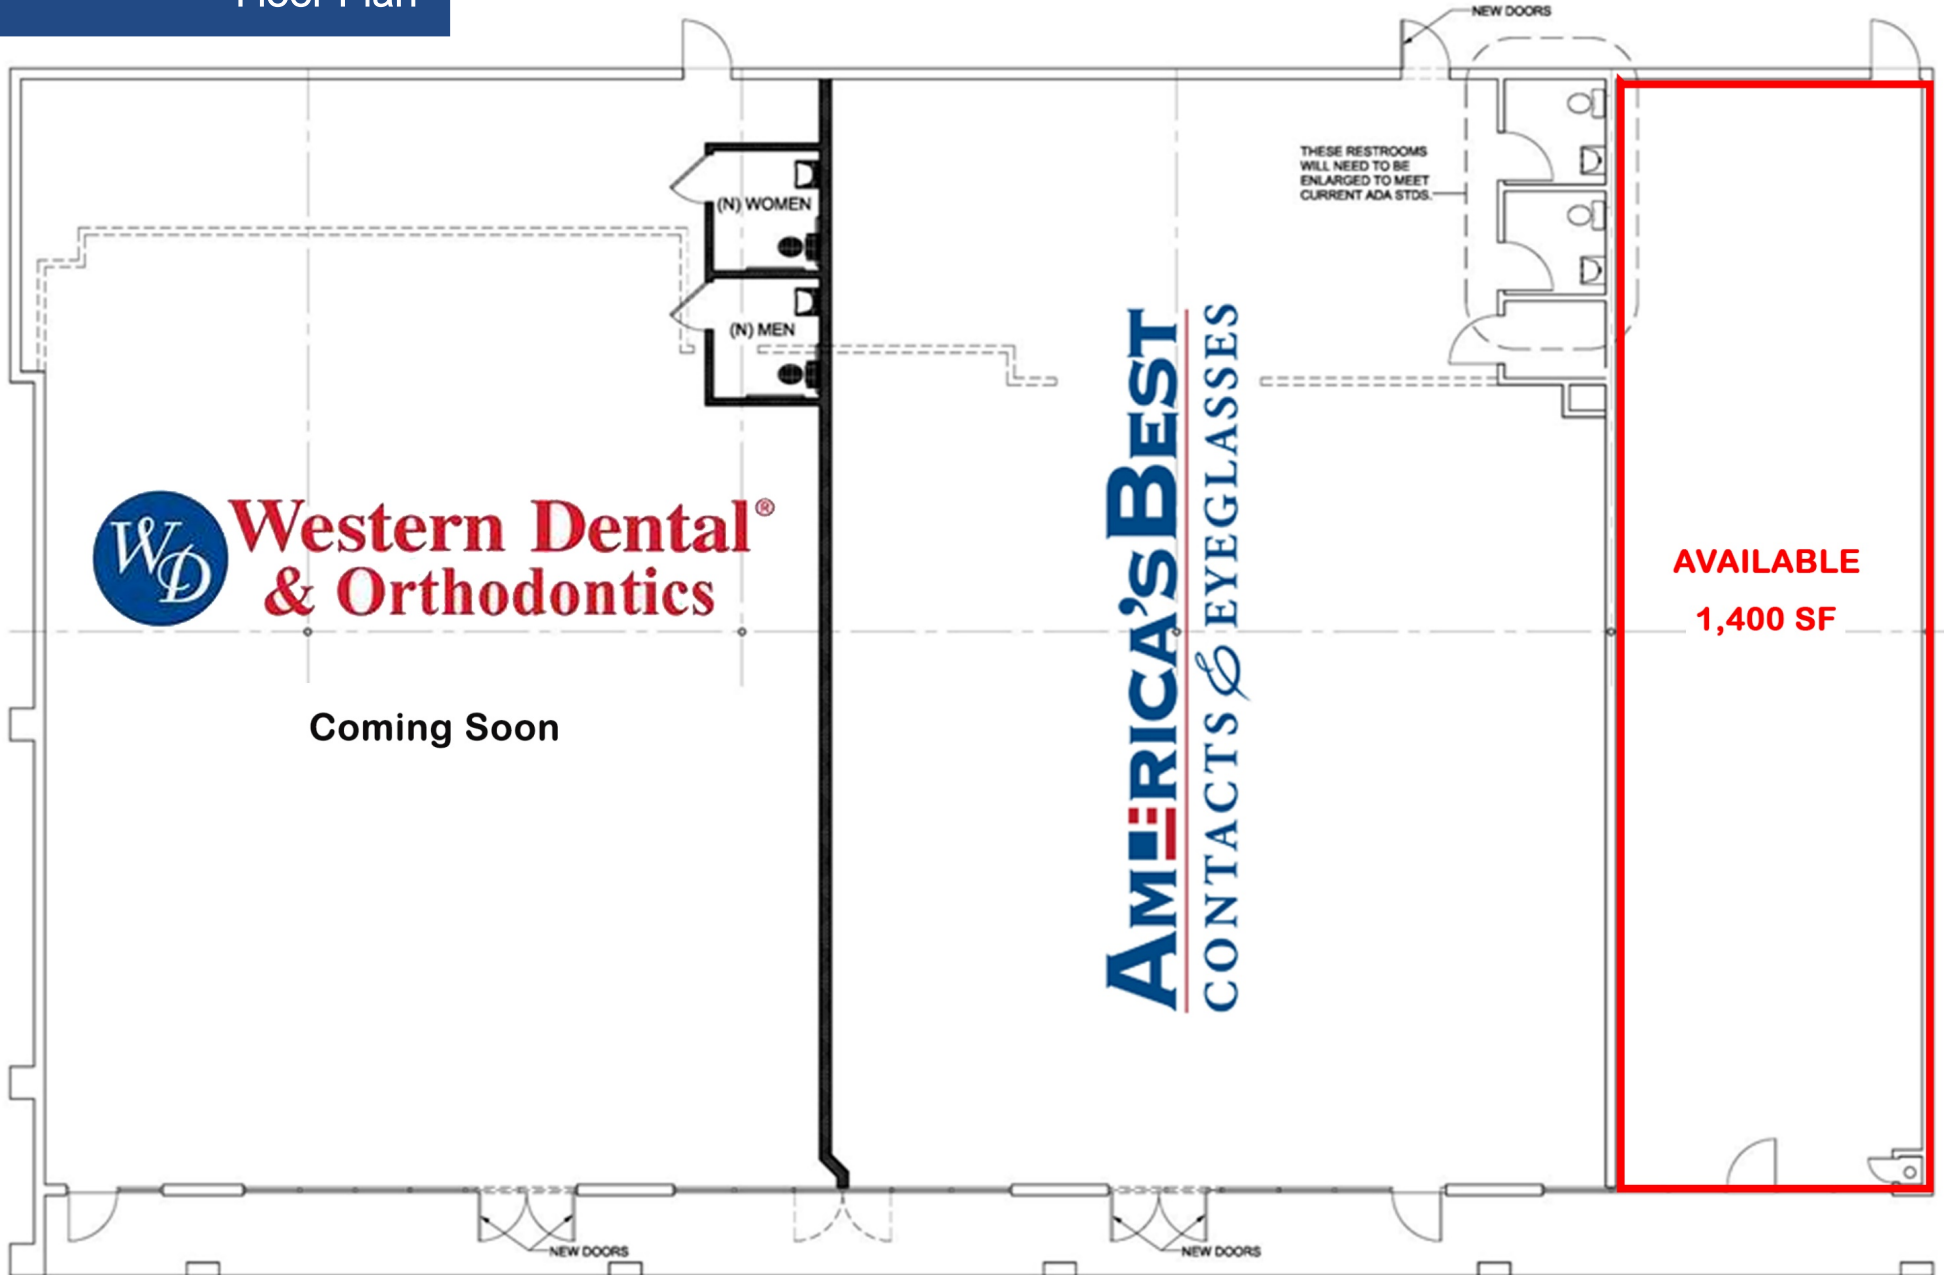 Floor Plan
NEW DOORS
THESE RESTROOMS
WILL NEED TO BE
ENLARGED TO MEET
CURRENT ADA STDS.
(N) WOMEN
(N) MEN
WD
Western Dental®
& Orthodontics
Coming Soon
AMERICA'S BEST
CONTACTS & EYEGLASSES
AVAILABLE
1,400 SF
NEW DOORS
NEW DOORS